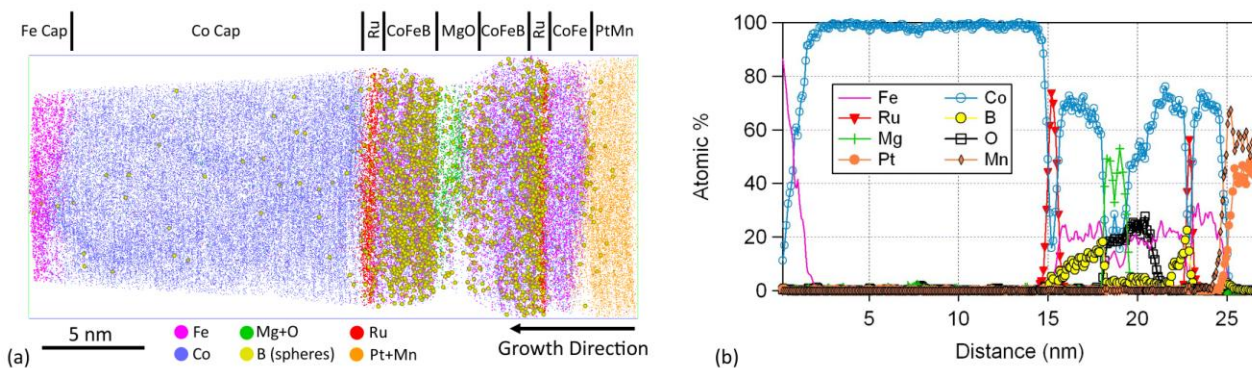 Fe Cap Co Cap Ru CoFeB MgO CoFeB Ru CoFe PtMn
5 nm
Growth Direction
(a)
Fe Mg+O Ru
Co B (spheres) Pt+Mn
100
80
60
40
20
0
Atomic %
Fe Co
Ru B
Mg O
Pt Mn
5 10 15 20 25
Distance (nm)
(b)